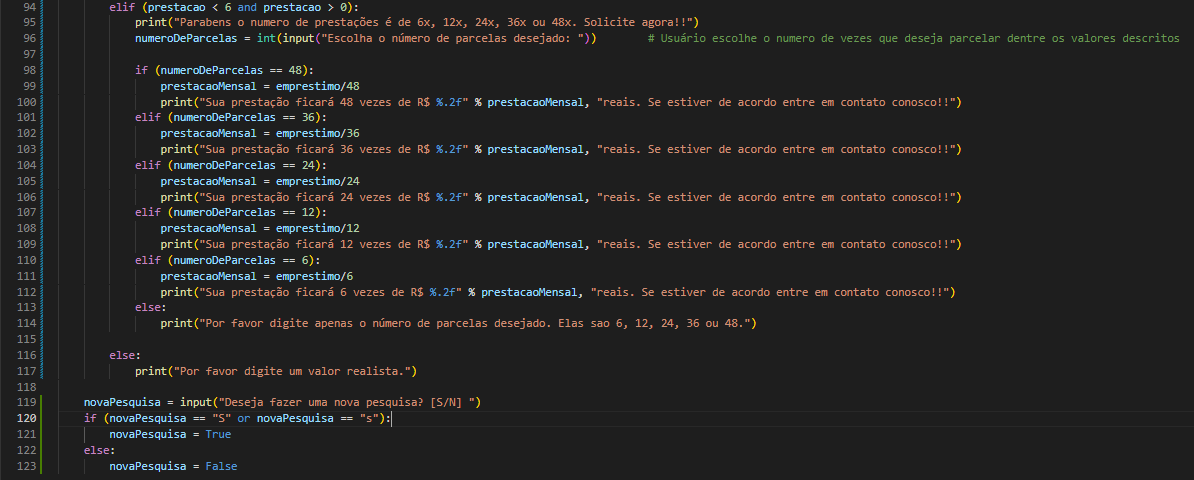 94 elif (prestacao < 6 and prestacao > 0):
95 print("Parabens o numero de prestações é de 6x, 12x, 24x, 36x ou 48x. Solicite agora!!")
96 numeroDeParcelas = int(input("Escolha o número de parcelas desejado: ")) # Usuário escolhe o numero de vezes que deseja parcelar dentre os valores descritos
97
98 if (numeroDeParcelas == 48):
99 prestacaoMensal = emprestimo/48
100 print("Sua prestação ficará 48 vezes de R$ %.2f" % prestacaoMensal, "reais. Se estiver de acordo entre em contato conosco!!")
101 elif (numeroDeParcelas == 36):
102 prestacaoMensal = emprestimo/36
103 print("Sua prestação ficará 36 vezes de R$ %.2f" % prestacaoMensal, "reais. Se estiver de acordo entre em contato conosco!!")
104 elif (numeroDeParcelas == 24):
105 prestacaoMensal = emprestimo/24
106 print("Sua prestação ficará 24 vezes de R$ %.2f" % prestacaoMensal, "reais. Se estiver de acordo entre em contato conosco!!")
107 elif (numeroDeParcelas == 12):
108 prestacaoMensal = emprestimo/12
109 print("Sua prestação ficará 12 vezes de R$ %.2f" % prestacaoMensal, "reais. Se estiver de acordo entre em contato conosco!!")
110 elif (numeroDeParcelas == 6):
111 prestacaoMensal = emprestimo/6
112 print("Sua prestação ficará 6 vezes de R$ %.2f" % prestacaoMensal, "reais. Se estiver de acordo entre em contato conosco!!")
113 else:
114 print("Por favor digite apenas o número de parcelas desejado. Elas sao 6, 12, 24, 36 ou 48.")
115
116 else:
117 print("Por favor digite um valor realista.")
118
119 novaPesquisa = input("Deseja fazer uma nova pesquisa? [S/N] ")
120 if (novaPesquisa == "S" or novaPesquisa == "s"):
121 novaPesquisa = True
122 else:
123 novaPesquisa = False